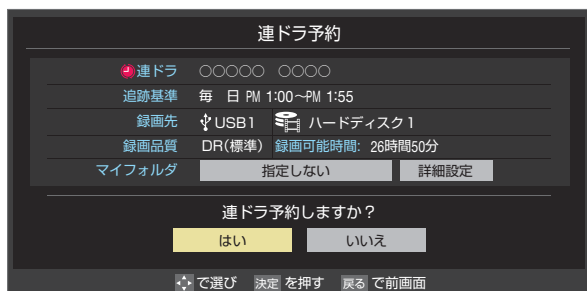 連ドラ予約
連ドラ ○○○○○ ○○○○
追跡基準 毎 日 PM 1:00~PM 1:55
録画先 USB1 ハードディスク1
録画品質 DR(標準) 録画可能時間: 26時間50分
マイフォルダ 指定しない 詳細設定
連ドラ予約しますか?
はい いいえ
で選び 決定 を押す 戻る で前画面